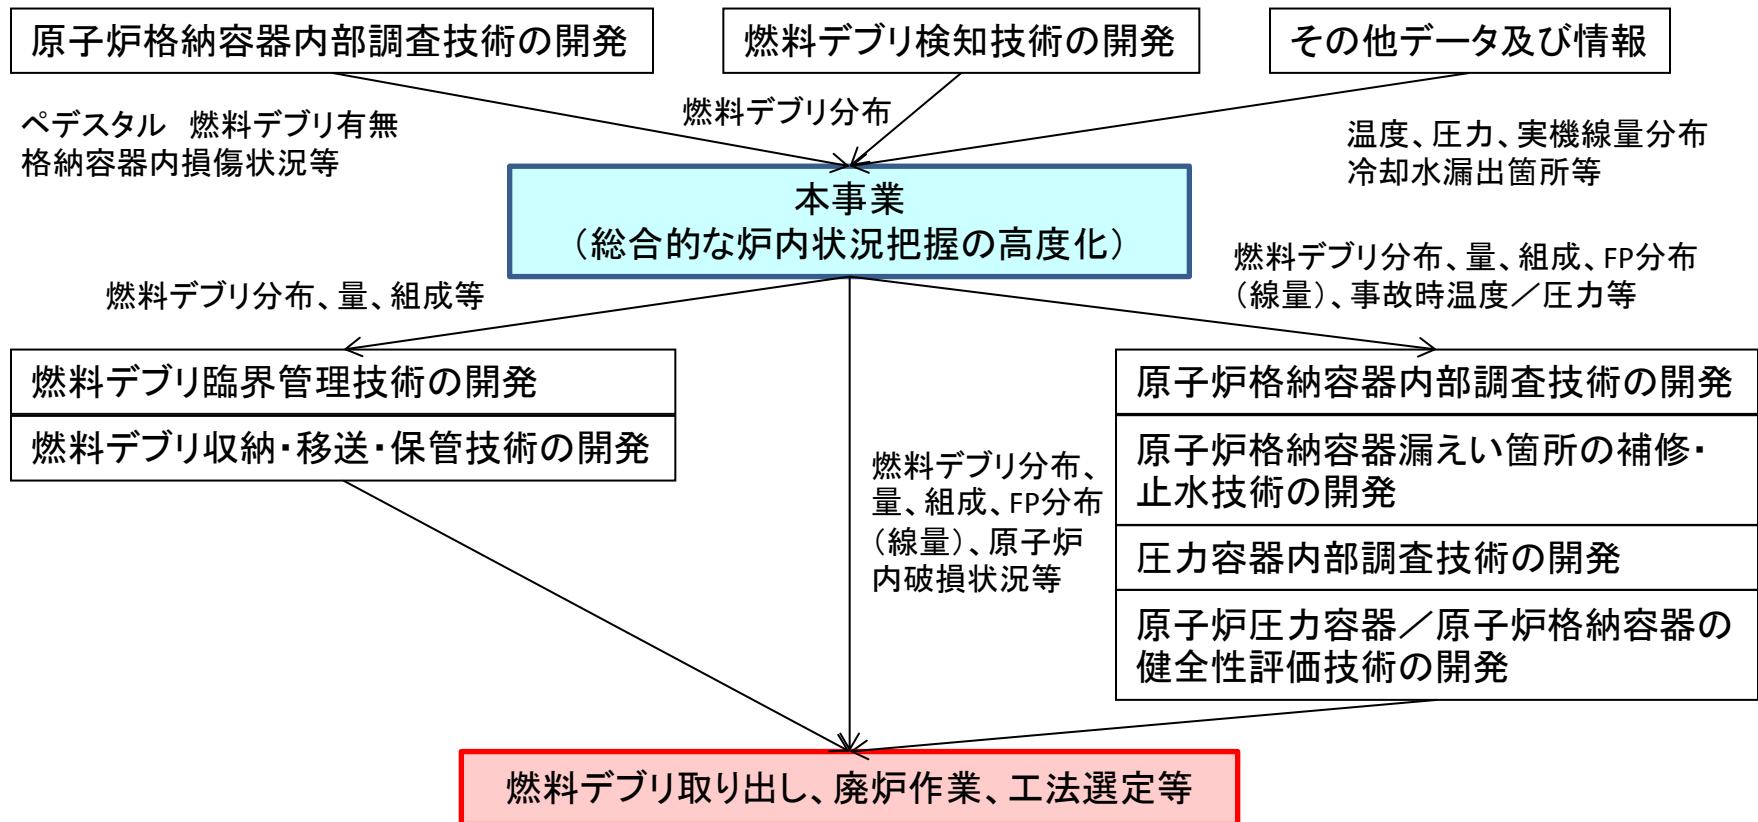 原子炉格納容器内部調査技術の開発
燃料デブリ検知技術の開発
その他データ及び情報
ペデスタル　燃料デブリ有無
格納容器内損傷状況等
燃料デブリ分布
温度、圧力、実機線量分布
冷却水漏出箇所等
本事業
（総合的な炉内状況把握の高度化）
燃料デブリ分布、量、組成等
燃料デブリ分布、量、組成、FP分布
（線量）、事故時温度／圧力等
燃料デブリ臨界管理技術の開発
燃料デブリ収納・移送・保管技術の開発
燃料デブリ分布、
量、組成、FP分布
（線量）、原子炉
内破損状況等
原子炉格納容器内部調査技術の開発
原子炉格納容器漏えい箇所の補修・
止水技術の開発
圧力容器内部調査技術の開発
原子炉圧力容器／原子炉格納容器の
健全性評価技術の開発
燃料デブリ取り出し、廃炉作業、工法選定等